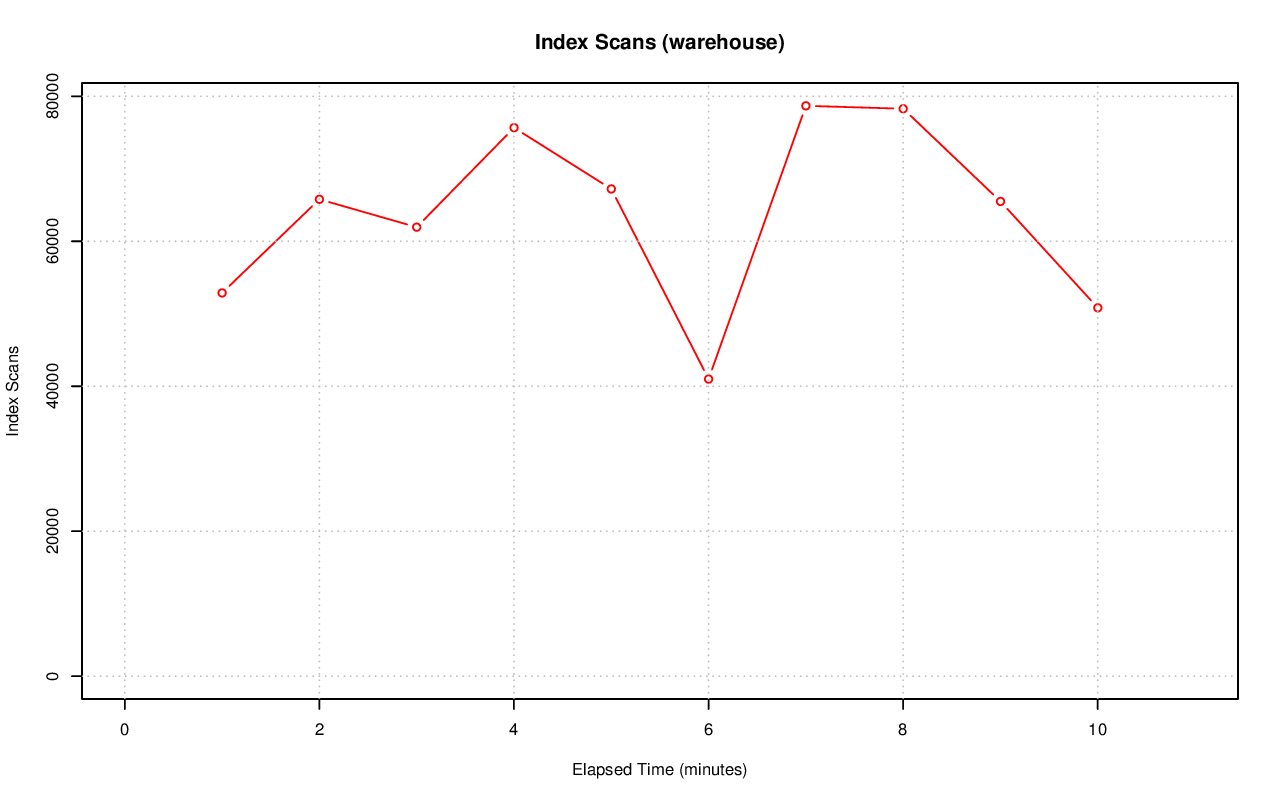 Index Scans (warehouse)
Index Scans
80000
60000
40000
20000
0
0 2 4 6 8 10
Elapsed Time (minutes)